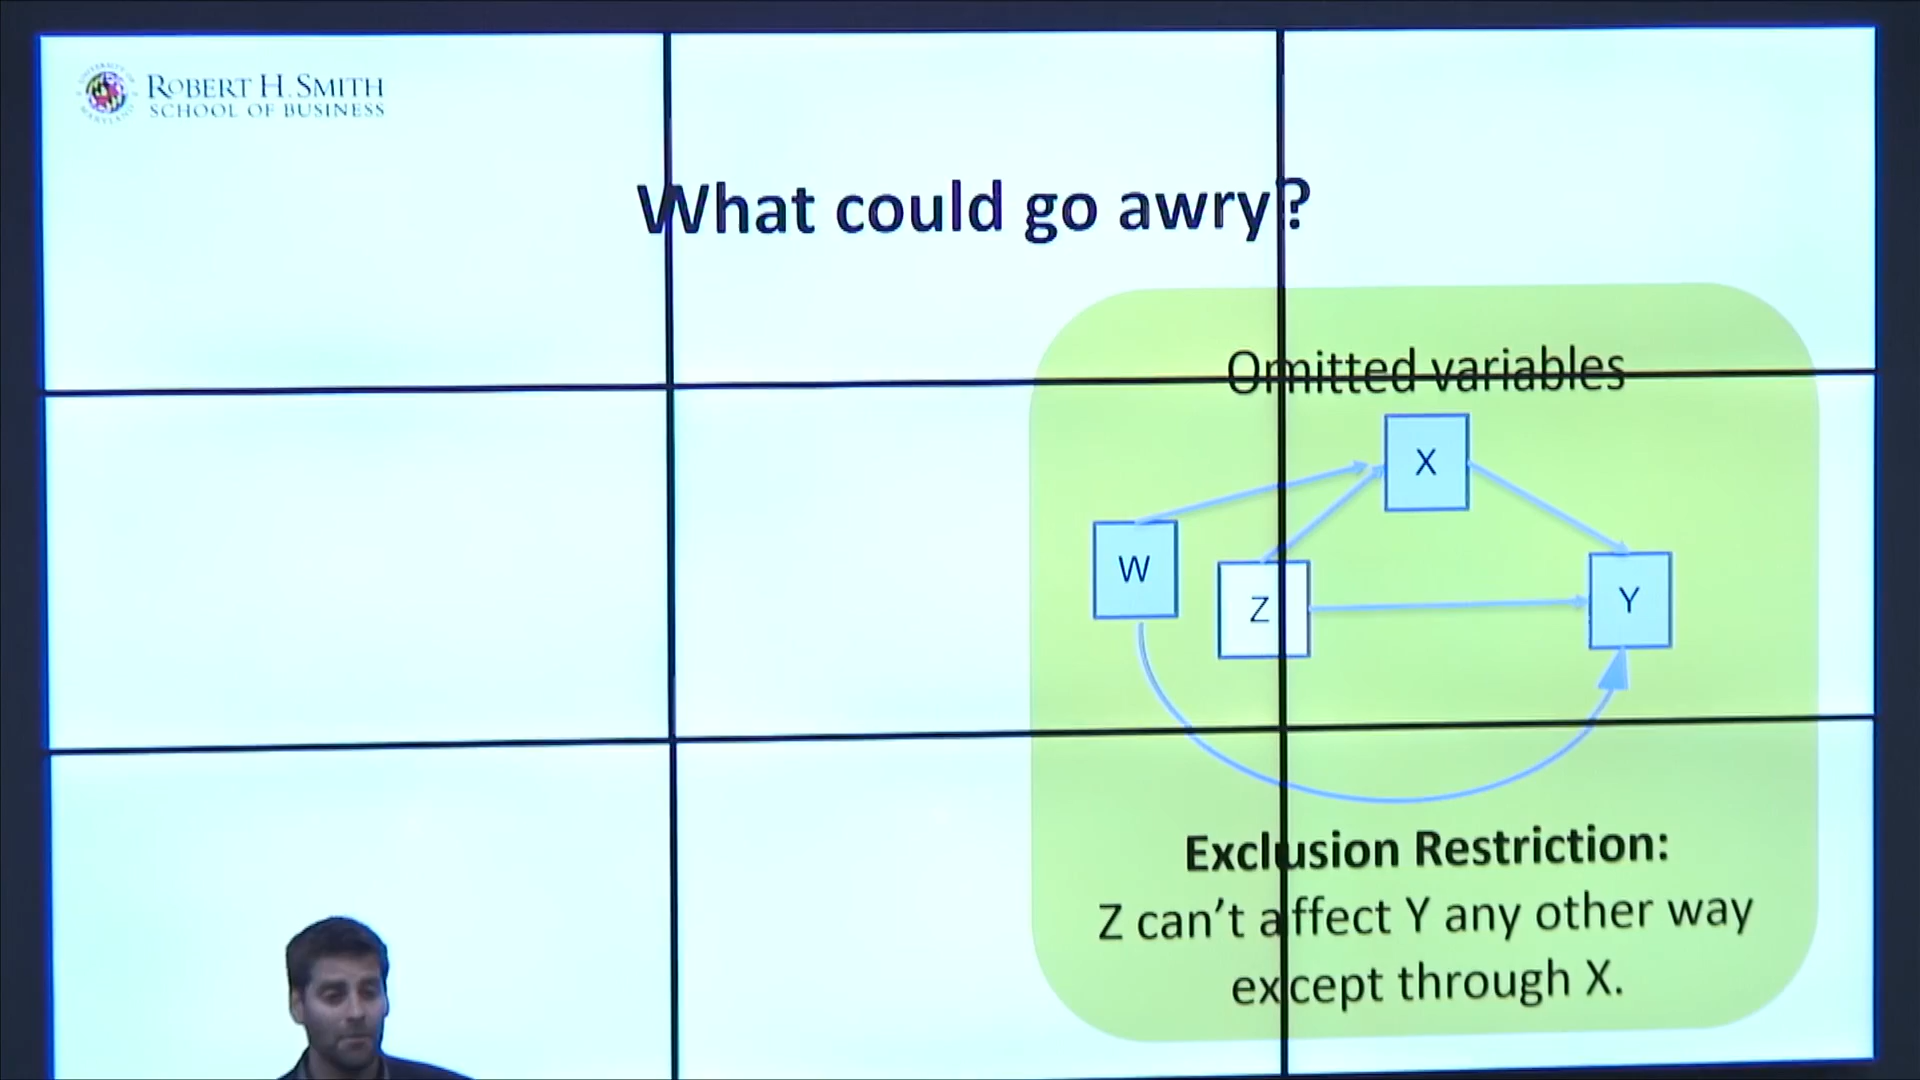 ROBERT H. SMITH
SCHOOL OF BUSINESS
What could go awry?
Omitted variables
X
W
Z
Y
Exclusion Restriction:
Z can't affect Y any other way
except through X.